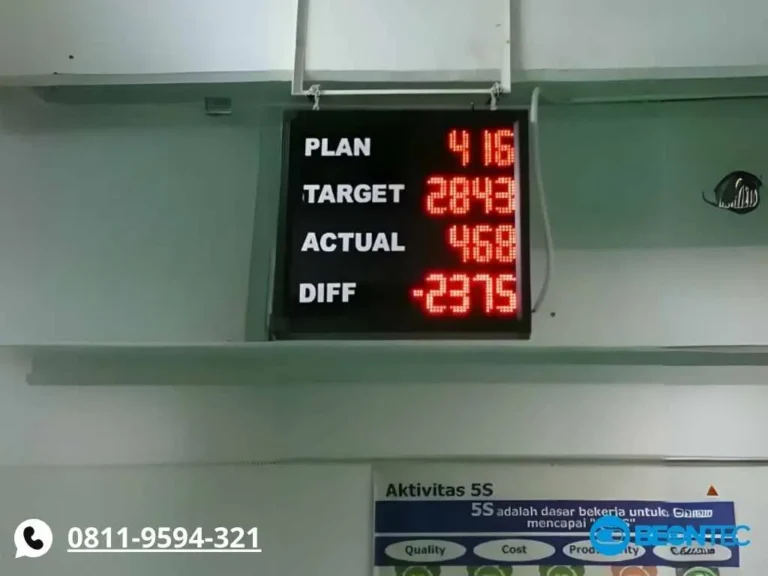 PLAN 416
TARGET 2843
ACTUAL 468
DIFF -2375
Aktivitas 5S
5S adalah dasar bekerja untuk
mencapai
BEONTEC
Quality Cost
0811-9594-321